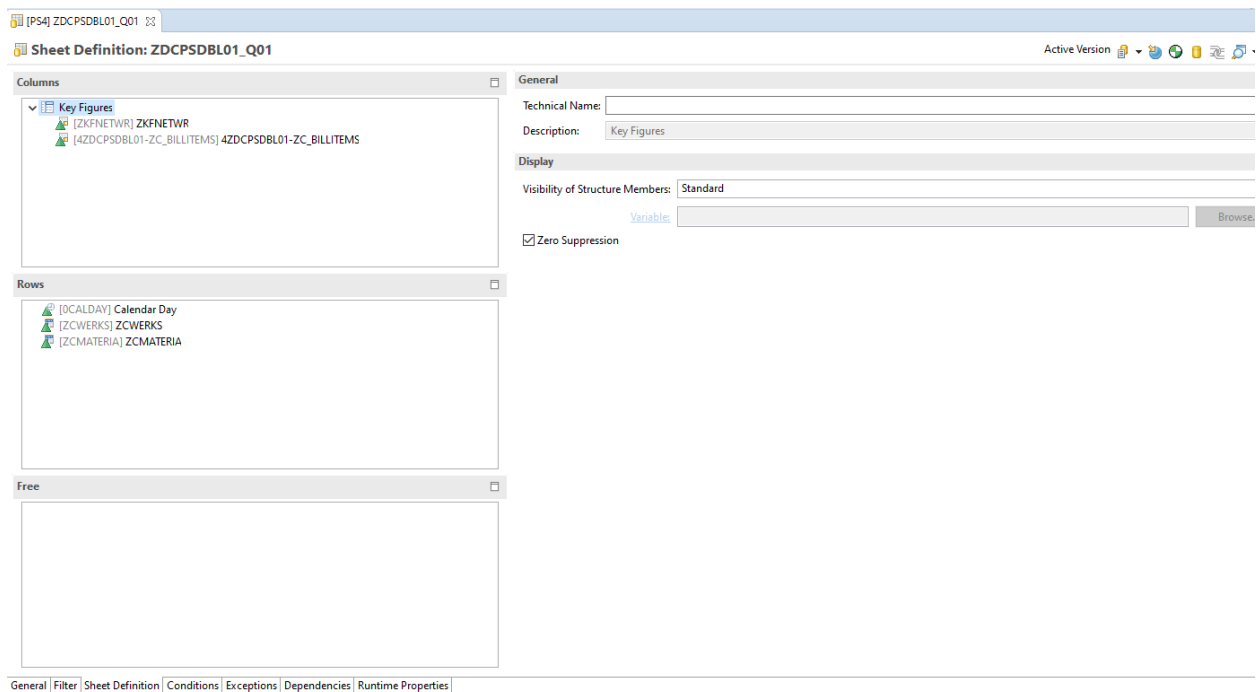 [PS4] ZDCPSDBL01_Q01
Sheet Definition: ZDCPSDBL01_Q01
Active Version
Columns
Key Figures
[ZKFNETWR] ZKFNETWR
[4ZDCPSDBL01-ZC_BILLITEMS] 4ZDCPSDBL01-ZC_BILLITEMS
Rows
[0CALDAY] Calendar Day
[ZCWERKS] ZCWERKS
[ZCMATERIA] ZCMATERIA
Free
General
Technical Name:
Description: Key Figures
Display
Visibility of Structure Members: Standard
Variable: Browse.
Zero Suppression
General Filter Sheet Definition Conditions Exceptions Dependencies Runtime Properties